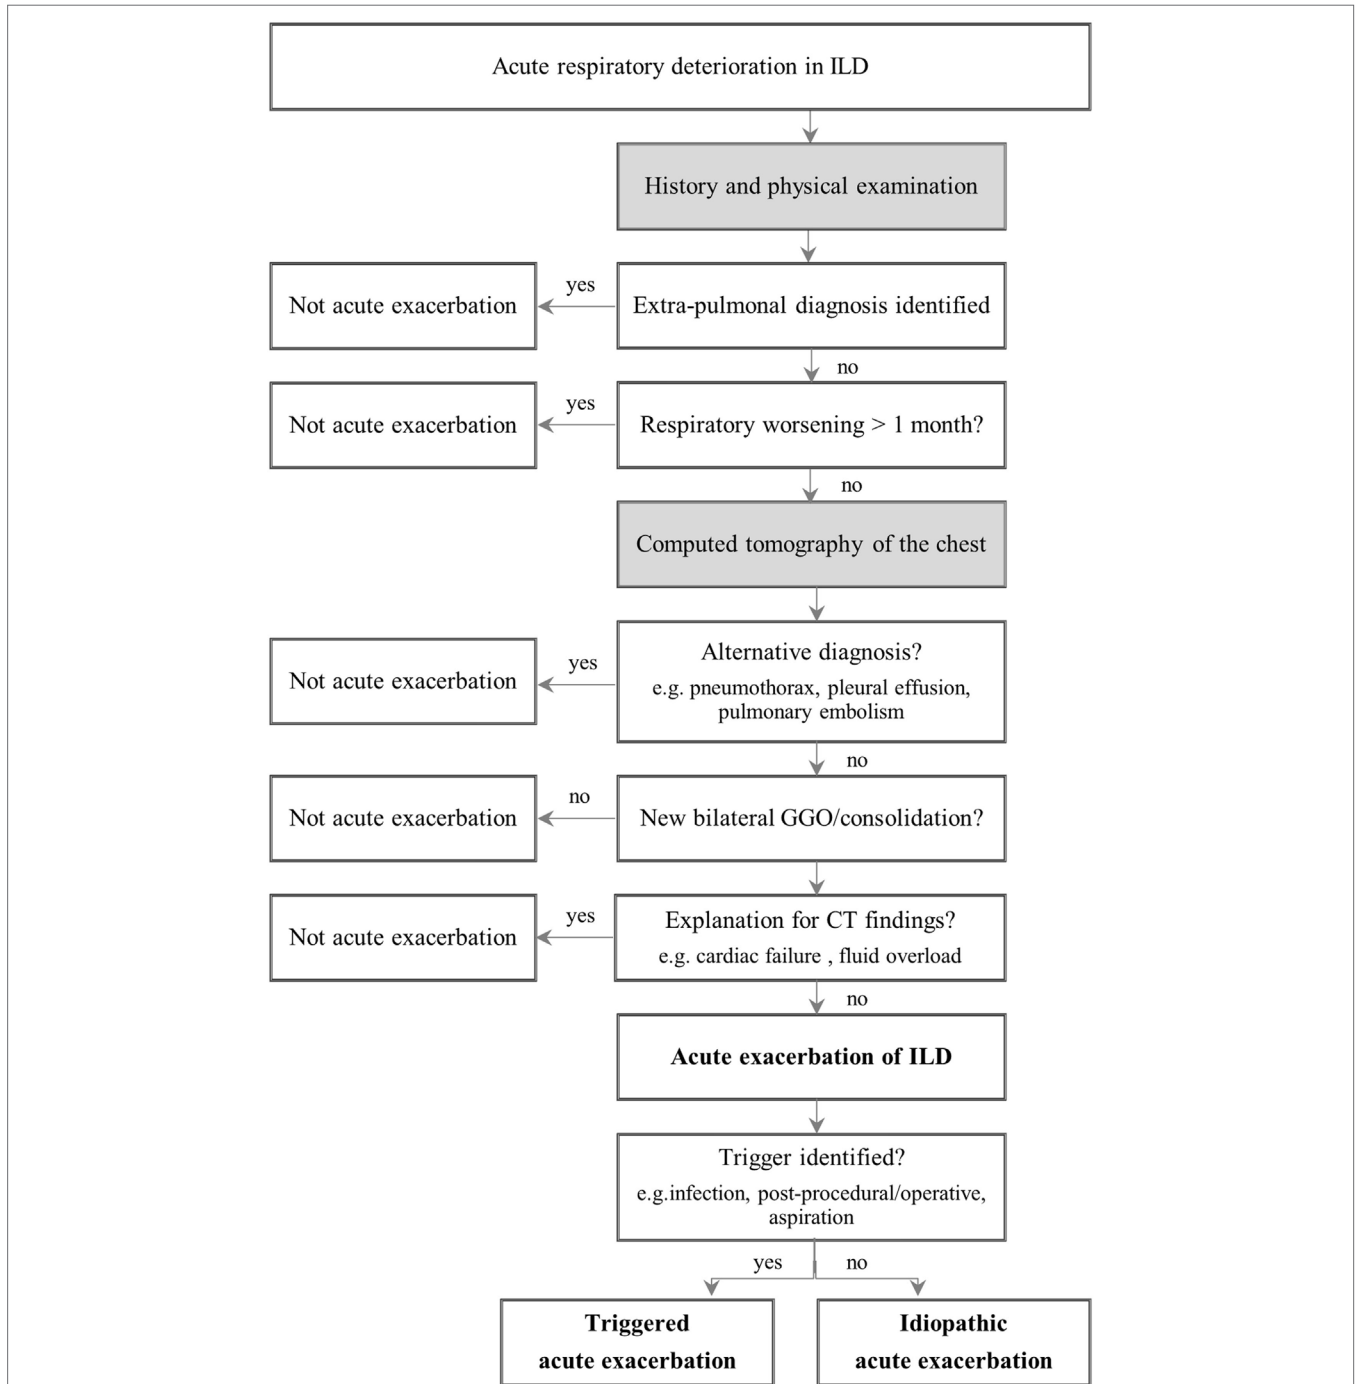 Acute respiratory deterioration in ILD
History and physical examination
Not acute exacerbation
yes
Extra-pulmonal diagnosis identified
no
Not acute exacerbation
yes
Respiratory worsening > 1 month?
no
Computed tomography of the chest
Not acute exacerbation
yes
Alternative diagnosis?
e.g. pneumothorax, pleural effusion,
pulmonary embolism
no
Not acute exacerbation
no
New bilateral GGO/consolidation?
Not acute exacerbation
yes
Explanation for CT findings?
e.g. cardiac failure , fluid overload
no
Acute exacerbation of ILD
Trigger identified?
e.g.infection, post-procedural/operative,
aspiration
yes
no
Triggered
acute exacerbation
Idiopathic
acute exacerbation